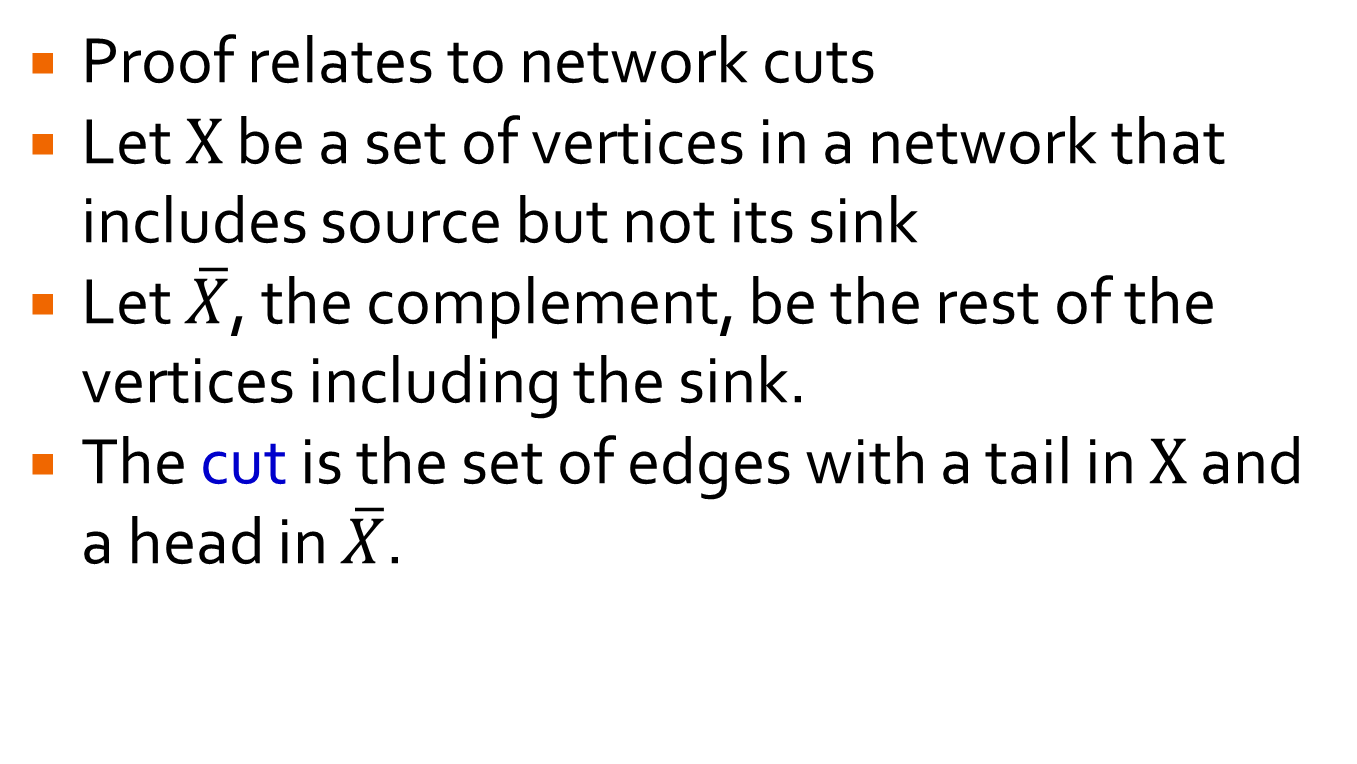 ▪ Proof relates to network cuts
▪ Let X be a set of vertices in a network that
includes source but not its sink
▪ Let X̅, the complement, be the rest of the
vertices including the sink.
▪ The cut is the set of edges with a tail in X and
a head in X̅.